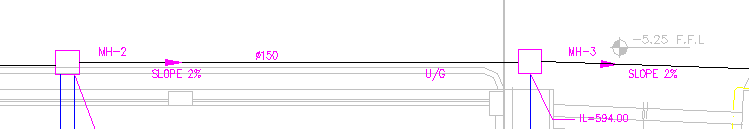 MH-2
ø150
MH-3
-5.25 F.F.L
SLOPE 2%
U/G
SLOPE 2%
IL=594.00